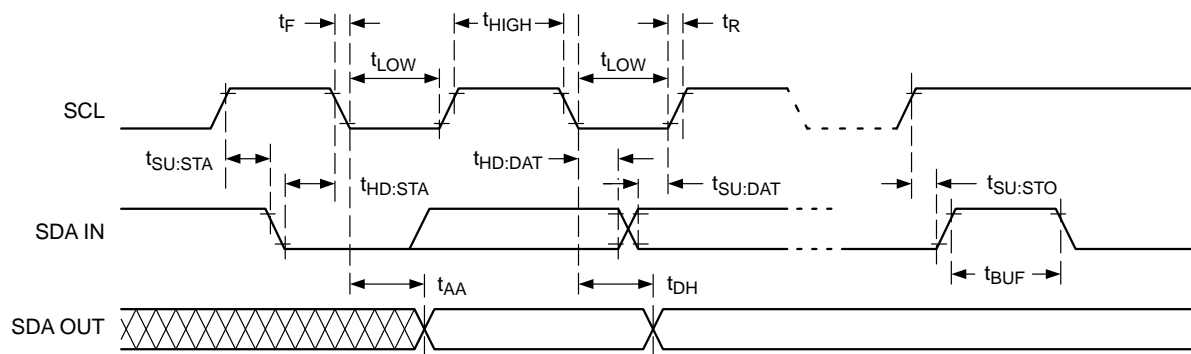 tF
tHIGH
tR
tLOW
tLOW
SCL
tSU:STA
tHD:STA
tHD:DAT
tSU:DAT
tSU:STO
SDA IN
tAA
tDH
tBUF
SDA OUT